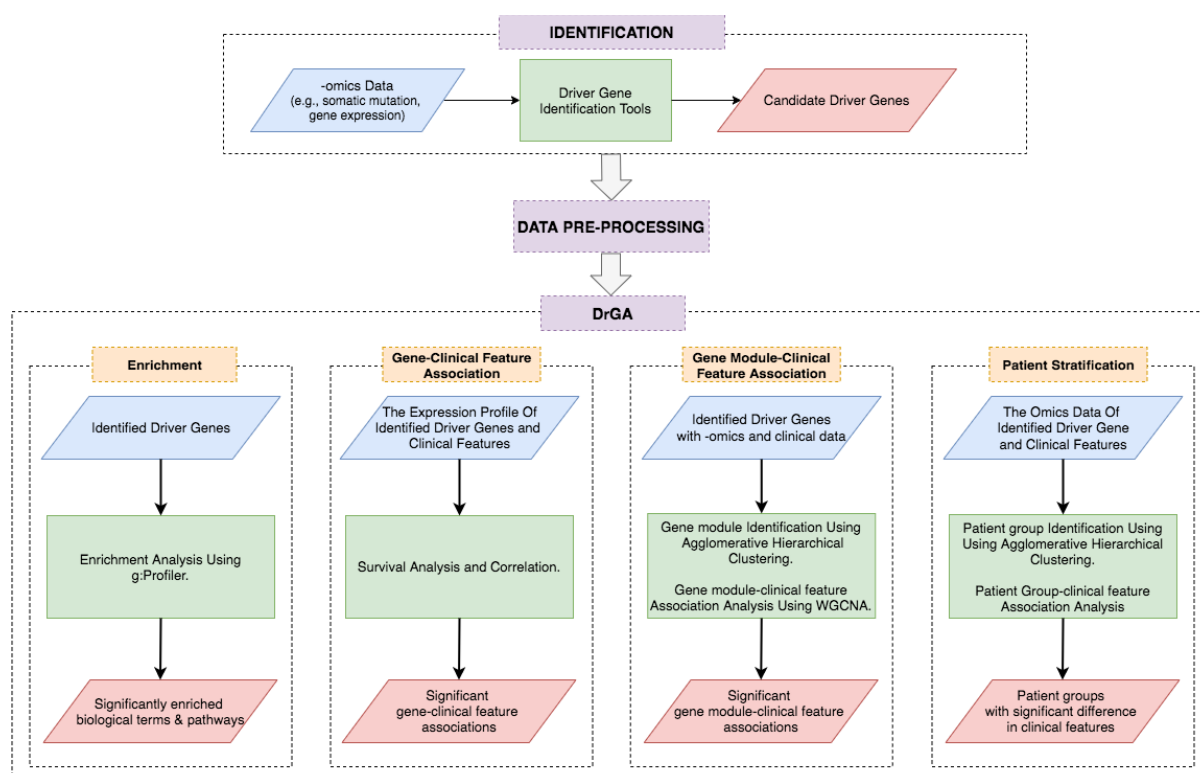 IDENTIFICATION
-omics Data
(e.g., somatic mutation,
gene expression)
Driver Gene
Identification Tools
Candidate Driver Genes
DATA PRE-PROCESSING
DrGA
Enrichment
Identified Driver Genes
Enrichment Analysis Using
g:Profiler.
Significantly enriched
biological terms & pathways
Gene-Clinical Feature
Association
The Expression Profile Of
Identified Driver Genes and
Clinical Features
Survival Analysis and Correlation.
Significant
gene-clinical feature
associations
Gene Module-Clinical
Feature Association
Identified Driver Genes
with -omics and clinical data
Gene module Identification Using
Agglomerative Hierarchical
Clustering.
Gene module-clinical feature
Association Analysis Using WGCNA.
Significant
gene module-clinical feature
associations
Patient Stratification
The Omics Data Of
Identified Driver Gene
and Clinical Features
Patient group Identification Using
Using Agglomerative Hierarchical
Clustering.
Patient Group-clinical feature
Association Analysis
Patient groups
with significant difference
in clinical features